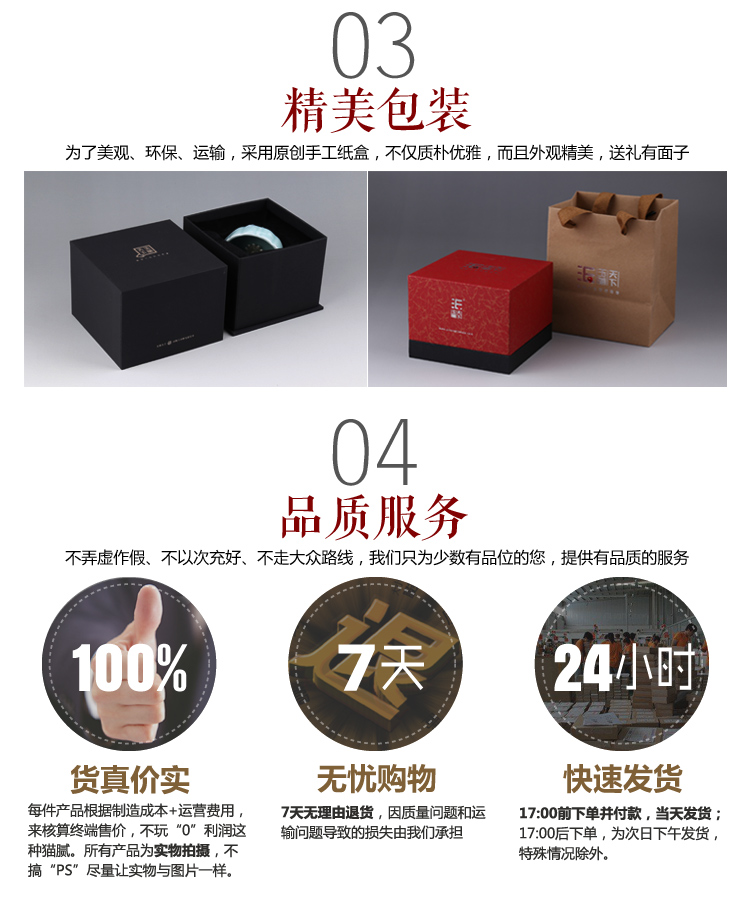 03
精美包装
为了美观、环保、运输，采用原创手工纸盒，不仅质朴优雅，而且外观精美，送礼有面子
天下
04
品质服务
不弄虚作假、不以次充好、不走大众路线，我们只为少数有品位的您，提供有品质的服务
100%
退
7天
24小时
货真价实
每件产品根据制造成本+运营费用，
来核算终端售价，不玩“0”利润这
种猫腻。所有产品为实物拍摄，不
搞“PS”尽量让实物与图片一样。
无忧购物
7天无理由退货，因质量问题和运
输问题导致的损失由我们承担
快速发货
17:00前下单并付款，当天发货；
17:00后下单，为次日下午发货，
特殊情况除外。